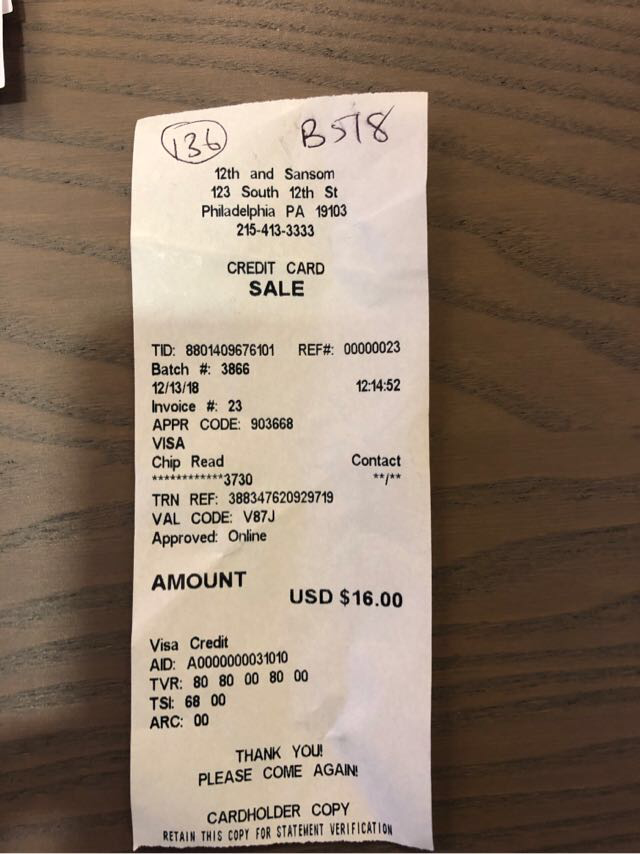 136 B518
12th and Sansom
123 South 12th St
Philadelphia PA 19103
215-413-3333
CREDIT CARD
SALE
TID: 8801409676101 REF#: 00000023
Batch #: 3866
12/13/18 12:14:52
Invoice #: 23
APPR CODE: 903668
VISA
Chip Read Contact
************3730 **/**
TRN REF: 388347620929719
VAL CODE: V87J
Approved: Online
AMOUNT
USD $16.00
Visa Credit
AID: A0000000031010
TVR: 80 80 00 80 00
TSI: 68 00
ARC: 00
THANK YOU!
PLEASE COME AGAIN!
CARDHOLDER COPY
RETAIN THIS COPY FOR STATEMENT VERIFICATION